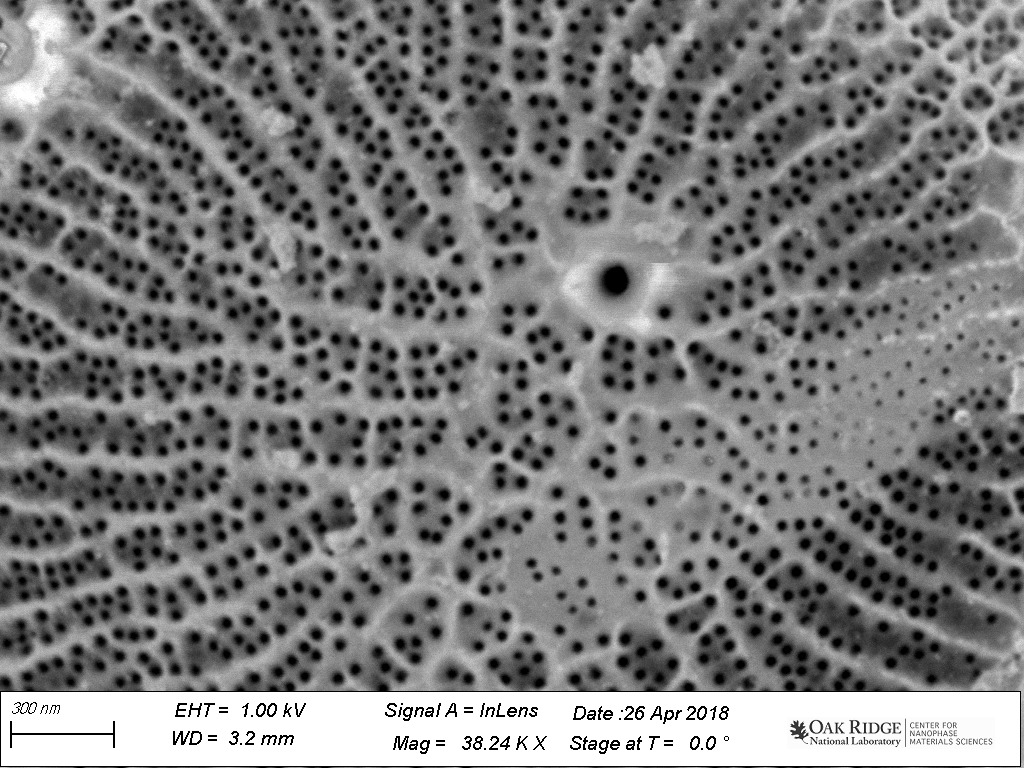 300 nm
EHT = 1.00 kV
Signal A = InLens
Date :26 Apr 2018
WD = 3.2 mm
Mag = 38.24 K X
Stage at T = 0.0 °
OAK RIDGE
National Laboratory
CENTER FOR
NANOPHASE
MATERIALS SCIENCES